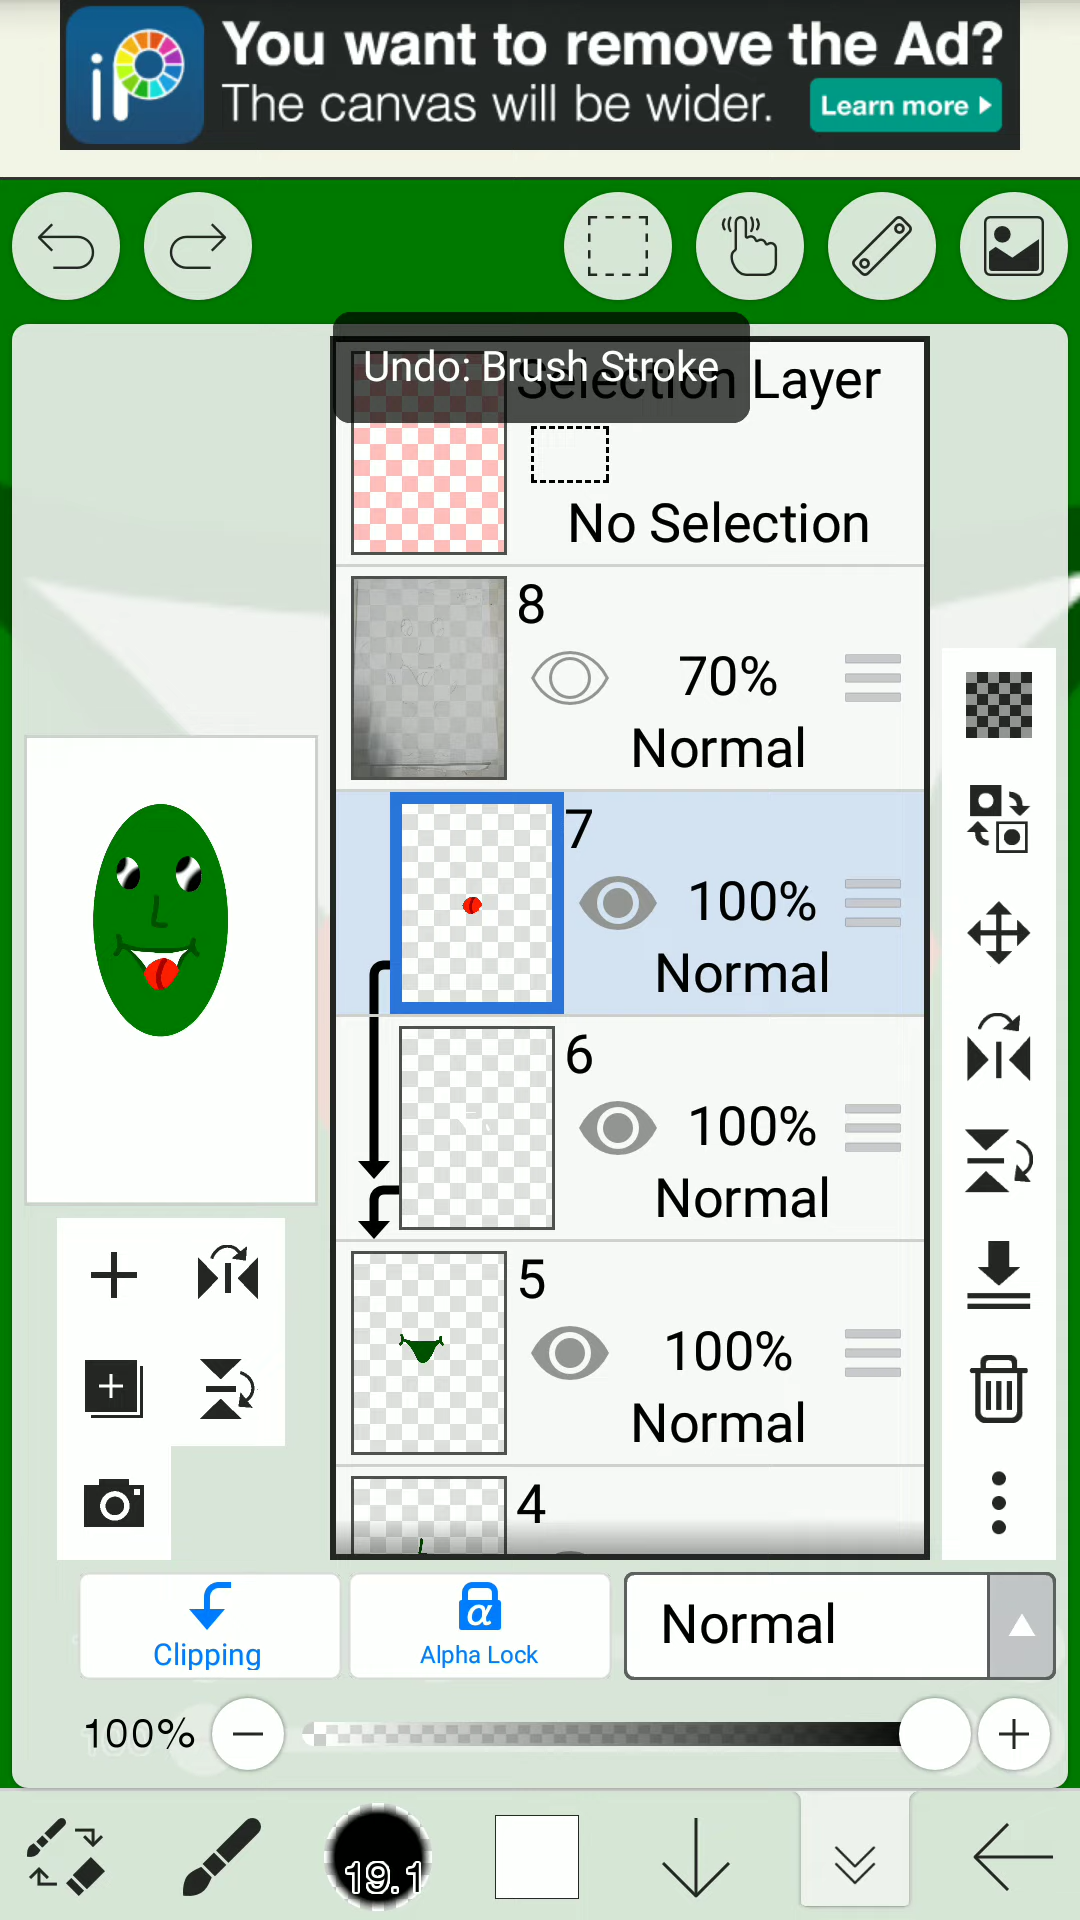 iP
You want to remove the Ad?
The canvas will be wider.
Learn more
Undo: Brush Stroke
Selection Layer
No Selection
8
70%
Normal
7
100%
Normal
6
100%
Normal
5
100%
Normal
4
Clipping
α
Alpha Lock
Normal
100%
19.1